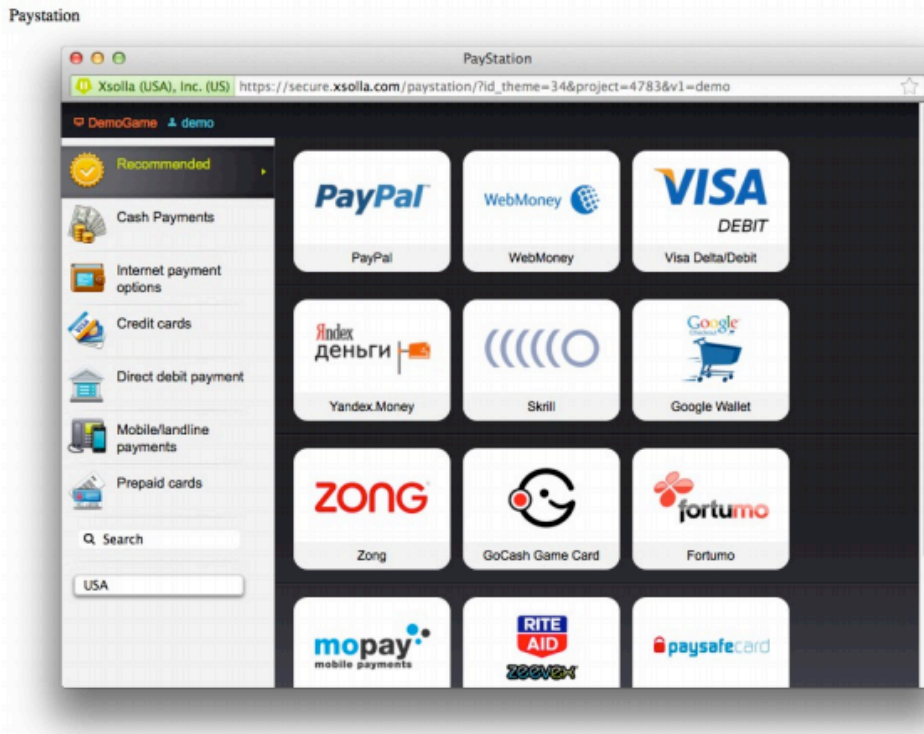 Paystation
PayStation
Xsolla (USA), Inc. (US) https://secure.xsolla.com/paystation/?id_theme=34&project=4783&v1=demo
DemoGame demo
Recommended
Cash Payments
Internet payment
options
Credit cards
Direct debit payment
Mobile/landline
payments
Prepaid cards
Search
USA
PayPal
PayPal
WebMoney
WebMoney
VISA
DEBIT
Visa Delta/Debit
Яndex
деньги
Yandex.Money
Skrill
Google
Checkout
Google Wallet
ZONG
Zong
GoCash Game Card
fortumo
Fortumo
mopay
mobile payments
RITE
AID
zeevex
paysafecard